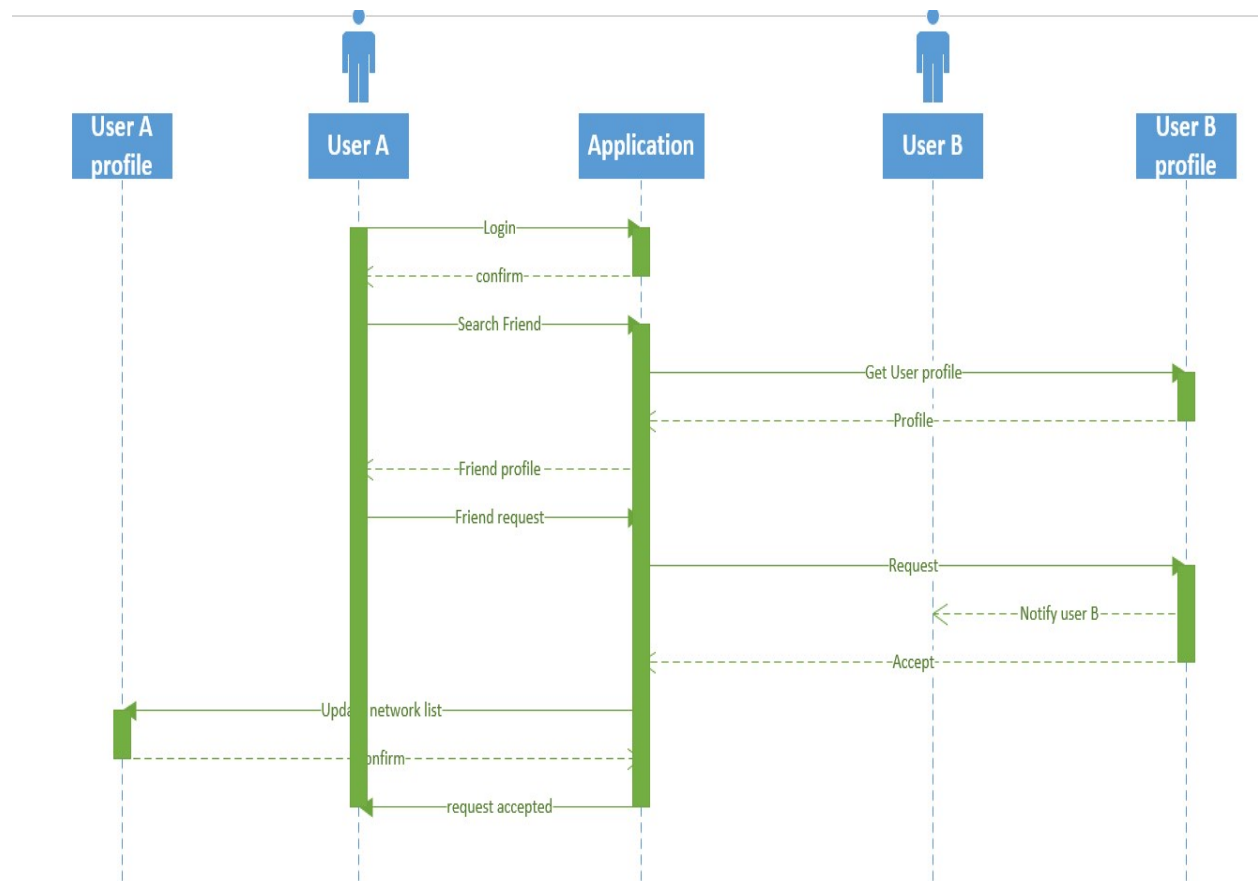 User A
profile
User A
Application
User B
User B
profile
Login
confirm
Search Friend
Get User profile
Profile
Friend profile
Friend request
Request
Notify user B
Accept
network list
request accepted